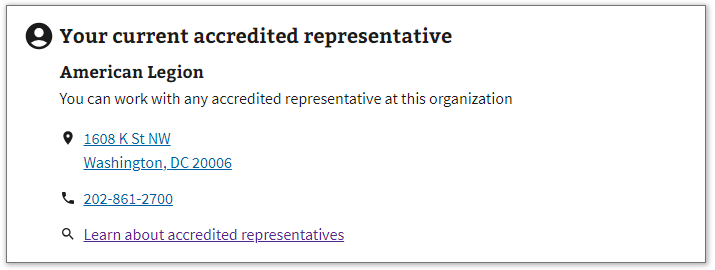 Your current accredited representative
American Legion
You can work with any accredited representative at this organization
1608 K St NW
Washington, DC 20006
202-861-2700
Learn about accredited representatives